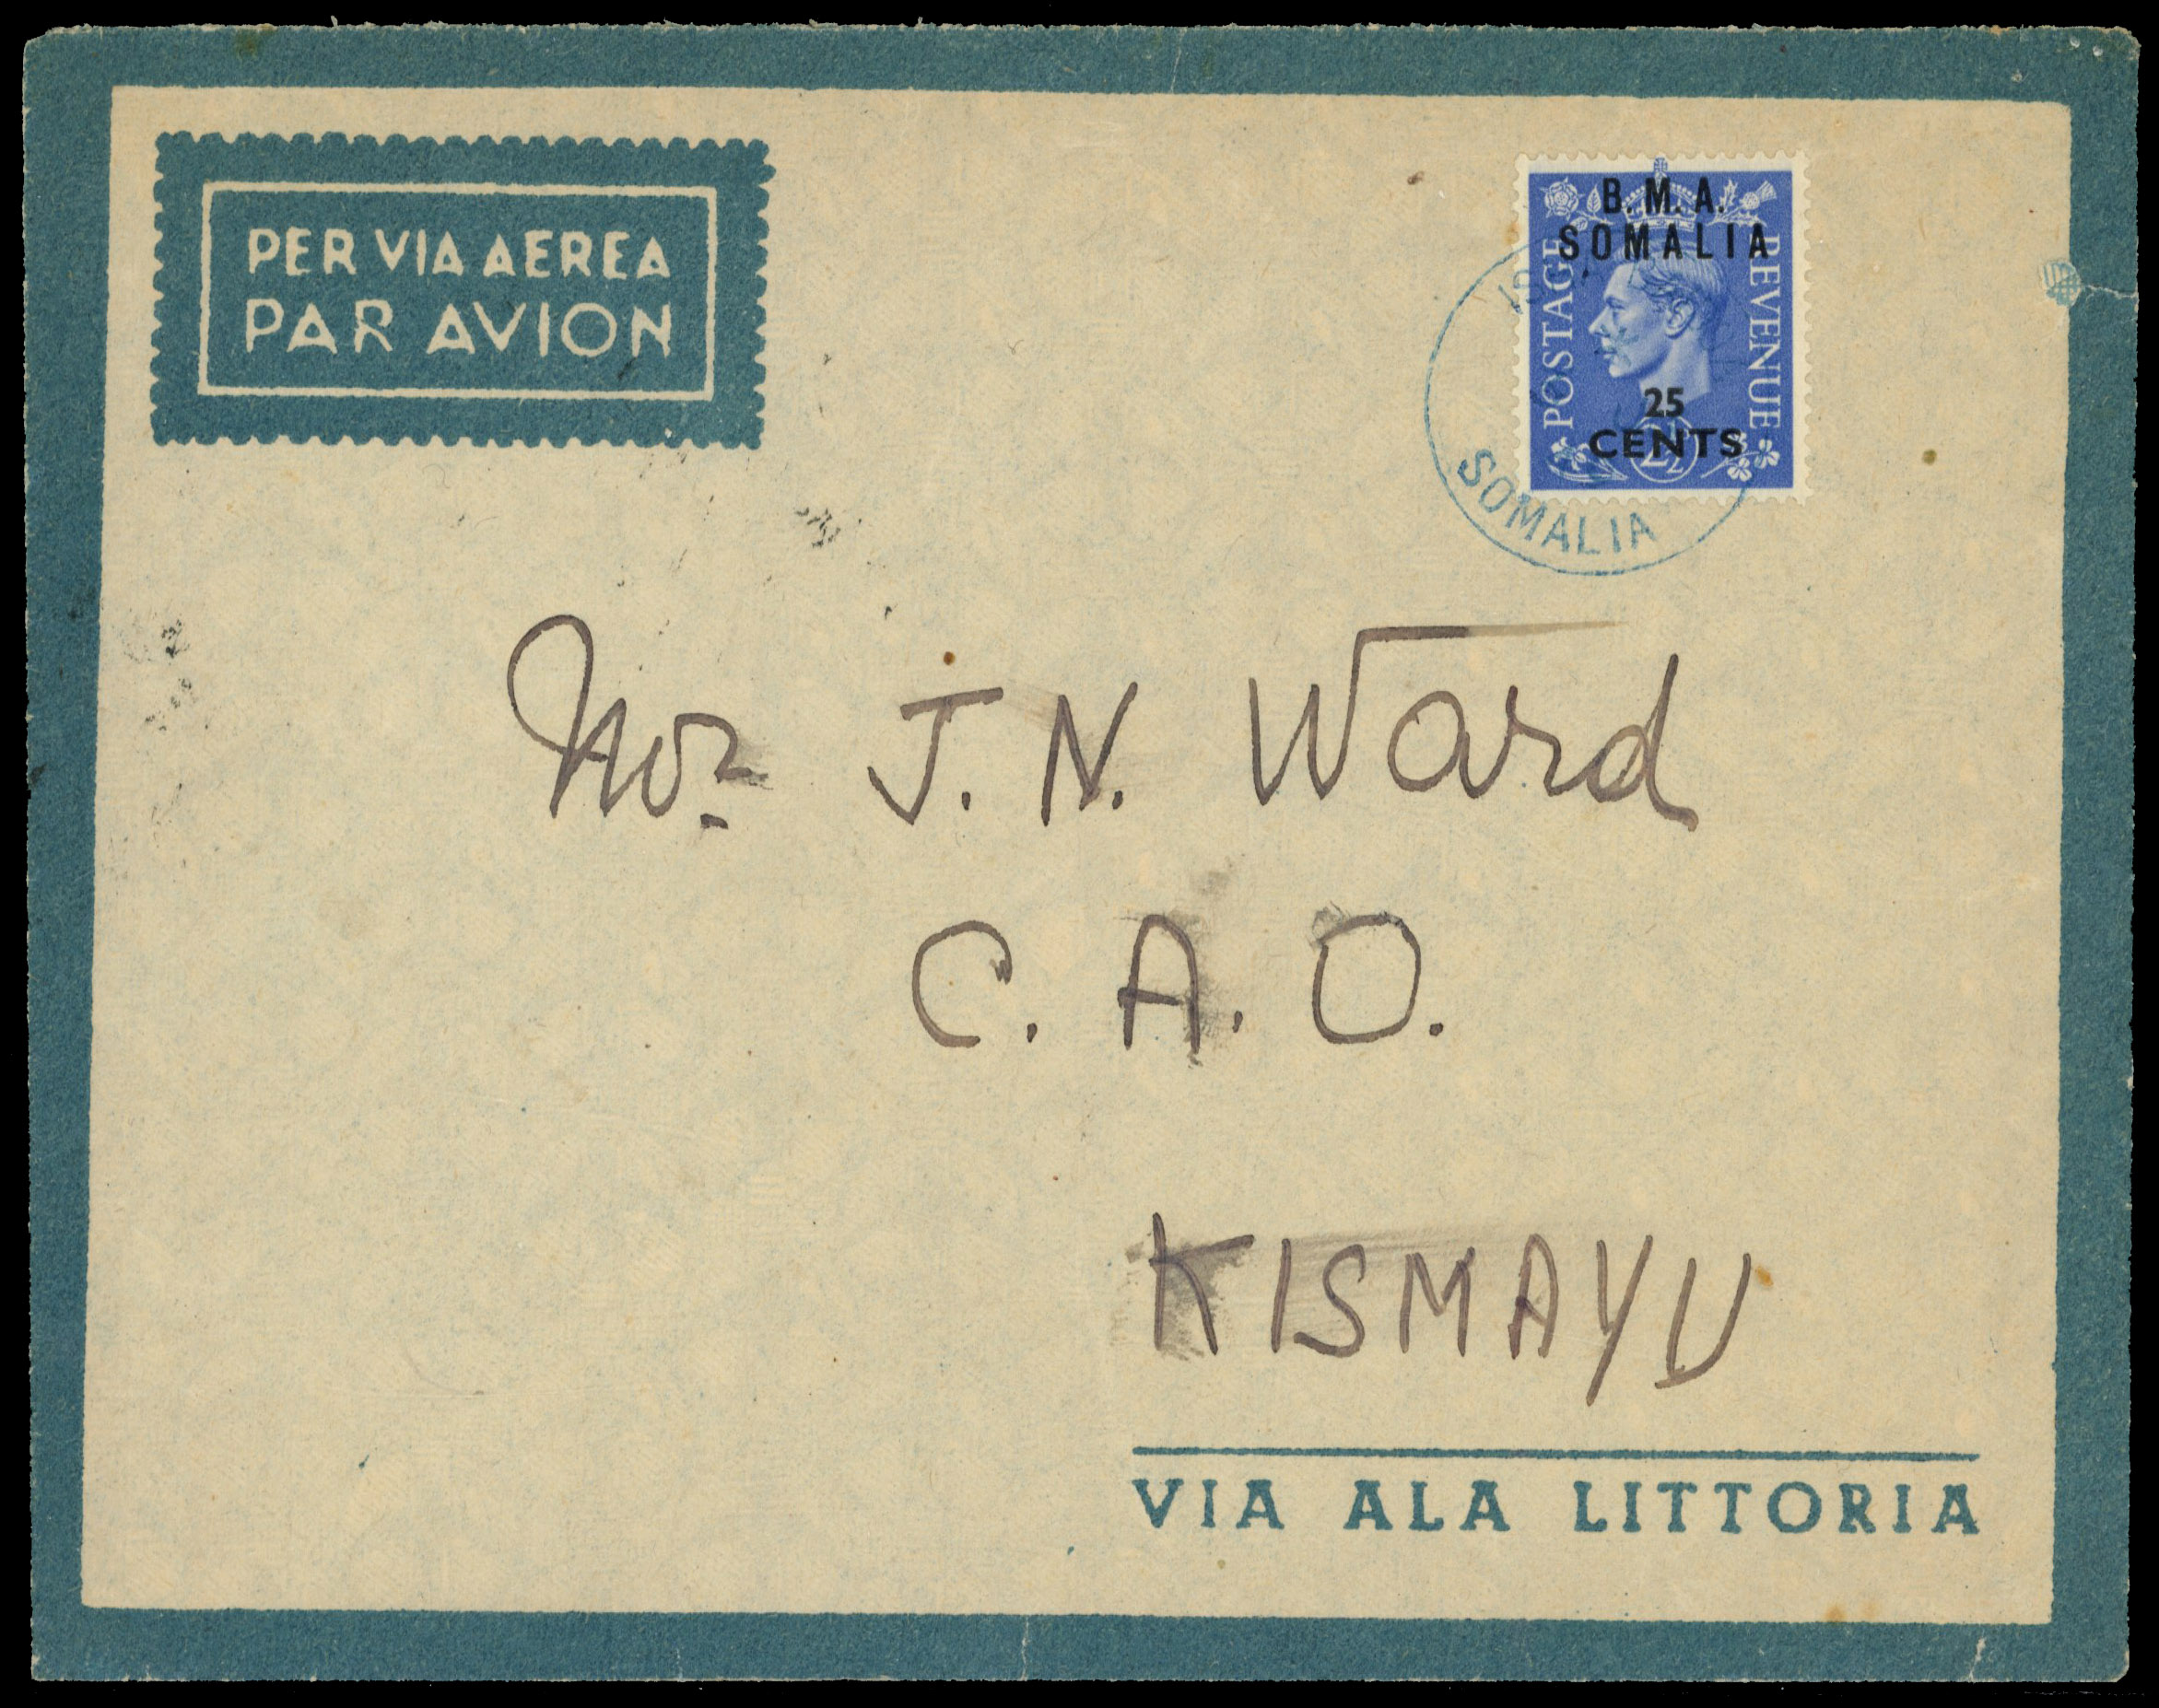 PER VIA AEREA
PAR AVION
B.M.A.
SOMALIA
POSTAGE
REVENUE
25
CENTS
SOMALIA
Mr. J. N. Ward
C. A. O.
KISMAYU
VIA ALA LITTORIA